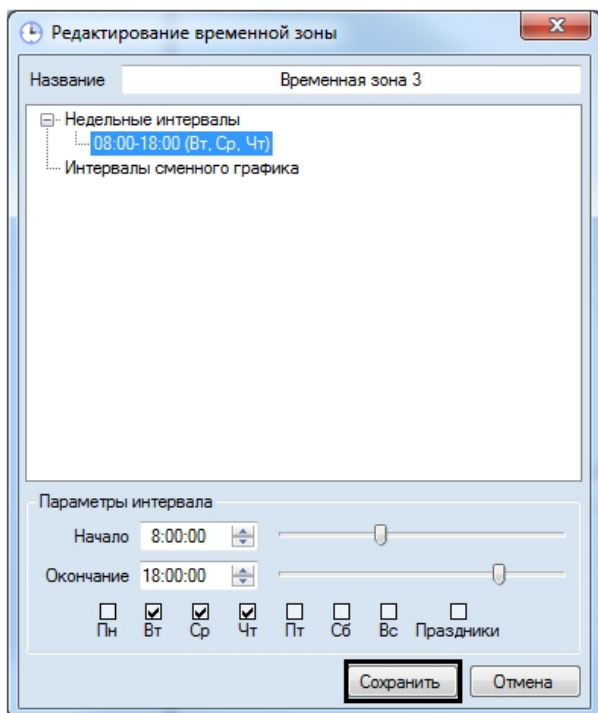 Редактирование временной зоны
Название Временная зона 3
Недельные интервалы
08:00-18:00 (Вт, Ср, Чт)
Интервалы сменного графика
Параметры интервала
Начало 8:00:00
Окончание 18:00:00
Пн Вт Ср Чт Пт Сб Вс Праздники
Сохранить Отмена